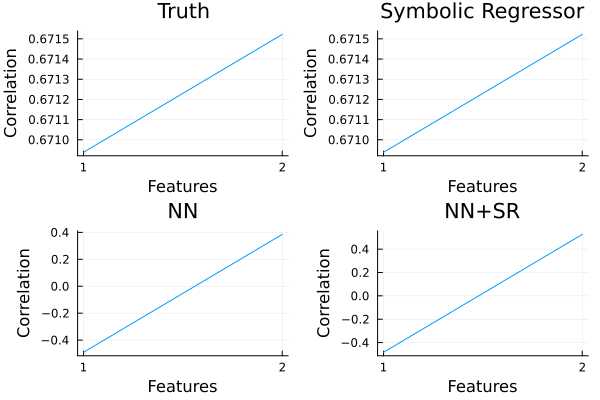 Truth
0.6715
0.6714
0.6713
0.6712
0.6711
0.6710
Correlation
1
2
Features
Symbolic Regressor
0.6715
0.6714
0.6713
0.6712
0.6711
0.6710
Correlation
1
2
Features
NN
0.4
0.2
0.0
−0.2
−0.4
Correlation
1
2
Features
NN+SR
0.4
0.2
0.0
−0.2
−0.4
Correlation
1
2
Features